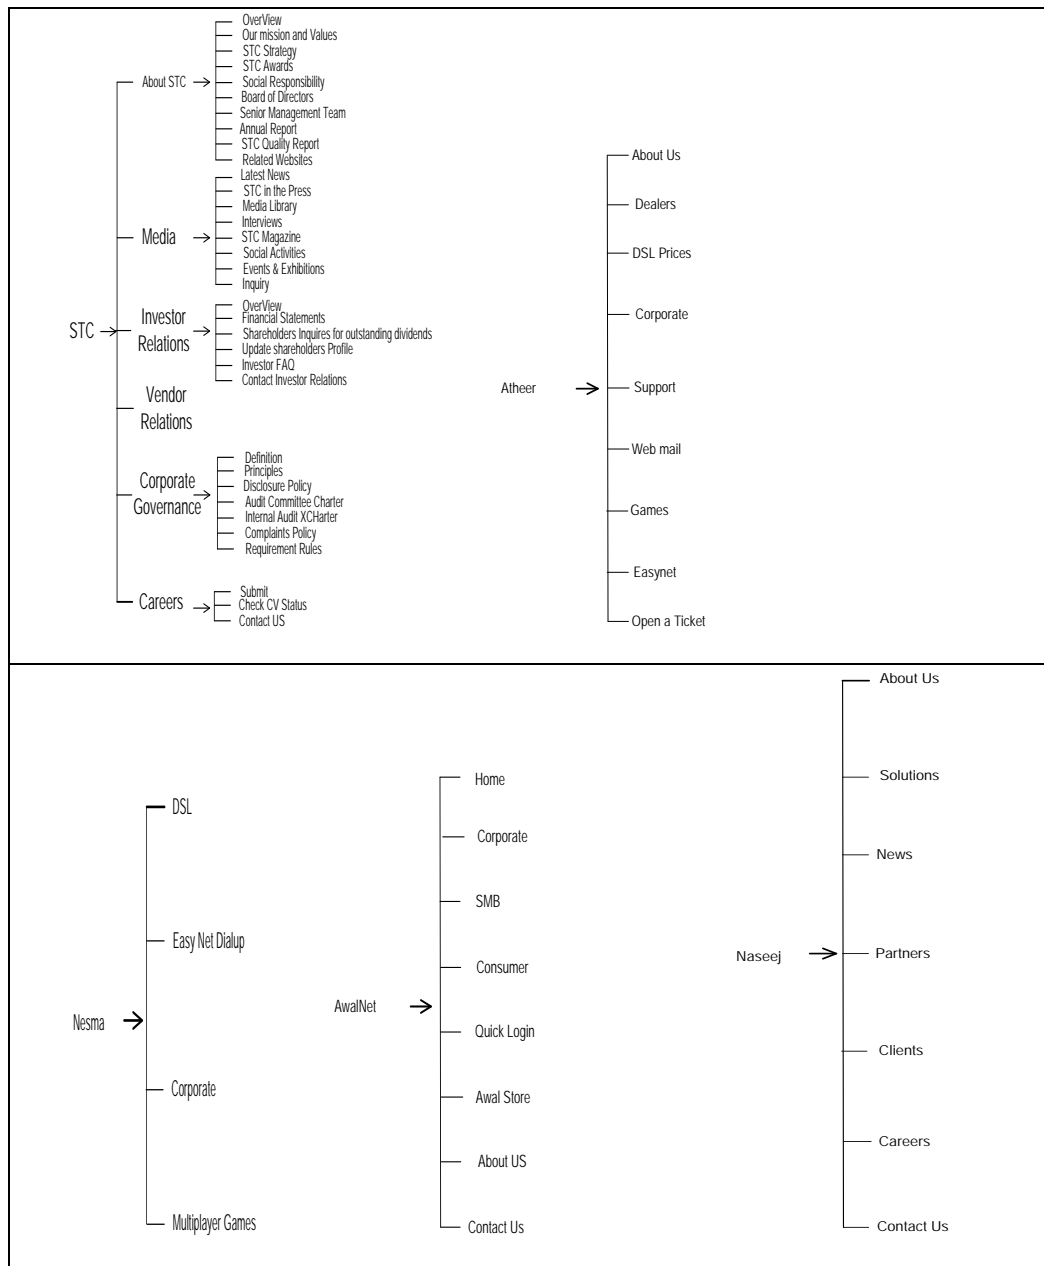 OverView
Our mission and Values
STC Strategy
STC Awards
About STC
Social Responsibility
Board of Directors
Senior Management Team
Annual Report
STC Quality Report
Related Websites
Latest News
STC in the Press
Media Library
Interviews
Media
STC Magazine
Social Activities
Events & Exhibitions
Inquiry
STC
Investor
Relations
OverView
Financial Statements
Shareholders Inquires for outstanding dividends
Update shareholders Profile
Investor FAQ
Contact Investor Relations
Vendor
Relations
Corporate
Governance
Definition
Principles
Disclosure Policy
Audit Committee Charter
Internal Audit XCHarter
Complaints Policy
Requirement Rules
Careers
Submit
Check CV Status
Contact US
Atheer
About Us
Dealers
DSL Prices
Corporate
Support
Web mail
Games
Easynet
Open a Ticket
Nesma
DSL
Easy Net Dialup
Corporate
Multiplayer Games
AwalNet
Home
Corporate
SMB
Consumer
Quick Login
Awal Store
About US
Contact Us
Naseej
About Us
Solutions
News
Partners
Clients
Careers
Contact Us